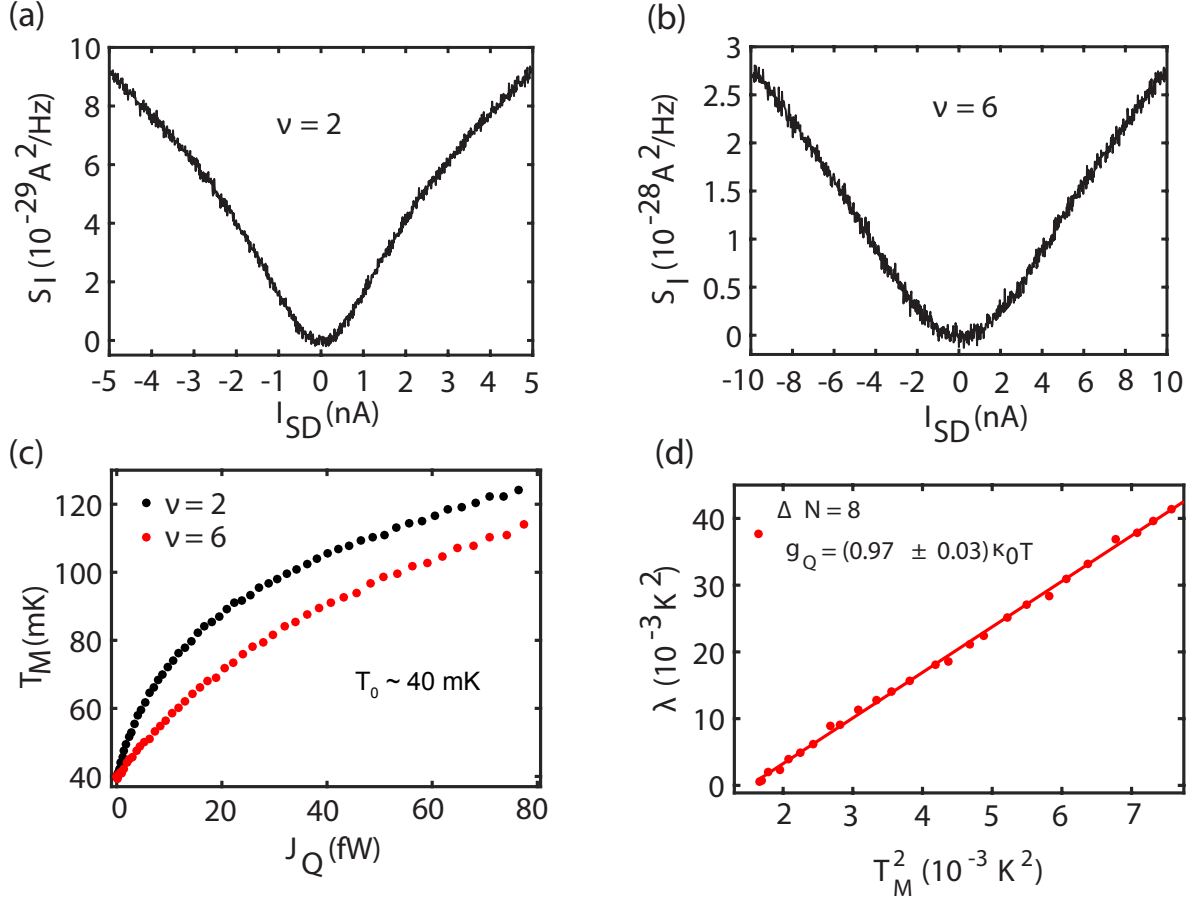 (a)
10
8
6
4
2
0
S_I (10^-29 A^2/Hz)
ν = 2
-5 -4 -3 -2 -1 0 1 2 3 4 5
I_SD (nA)
(b)
3
2.5
2
1.5
1
0.5
0
S_I (10^-28 A^2/Hz)
ν = 6
-10 -8 -6 -4 -2 0 2 4 6 8 10
I_SD (nA)
(c)
120
100
80
60
40
T_M (mK)
ν = 2
ν = 6
T_0 ~ 40 mK
0 20 40 60 80
J_Q (fW)
(d)
40
30
20
10
0
λ (10^-3 K^2)
Δ N = 8
g_Q = (0.97 ± 0.03) κ_0T
2 3 4 5 6 7
T_M^2 (10^-3 K^2)